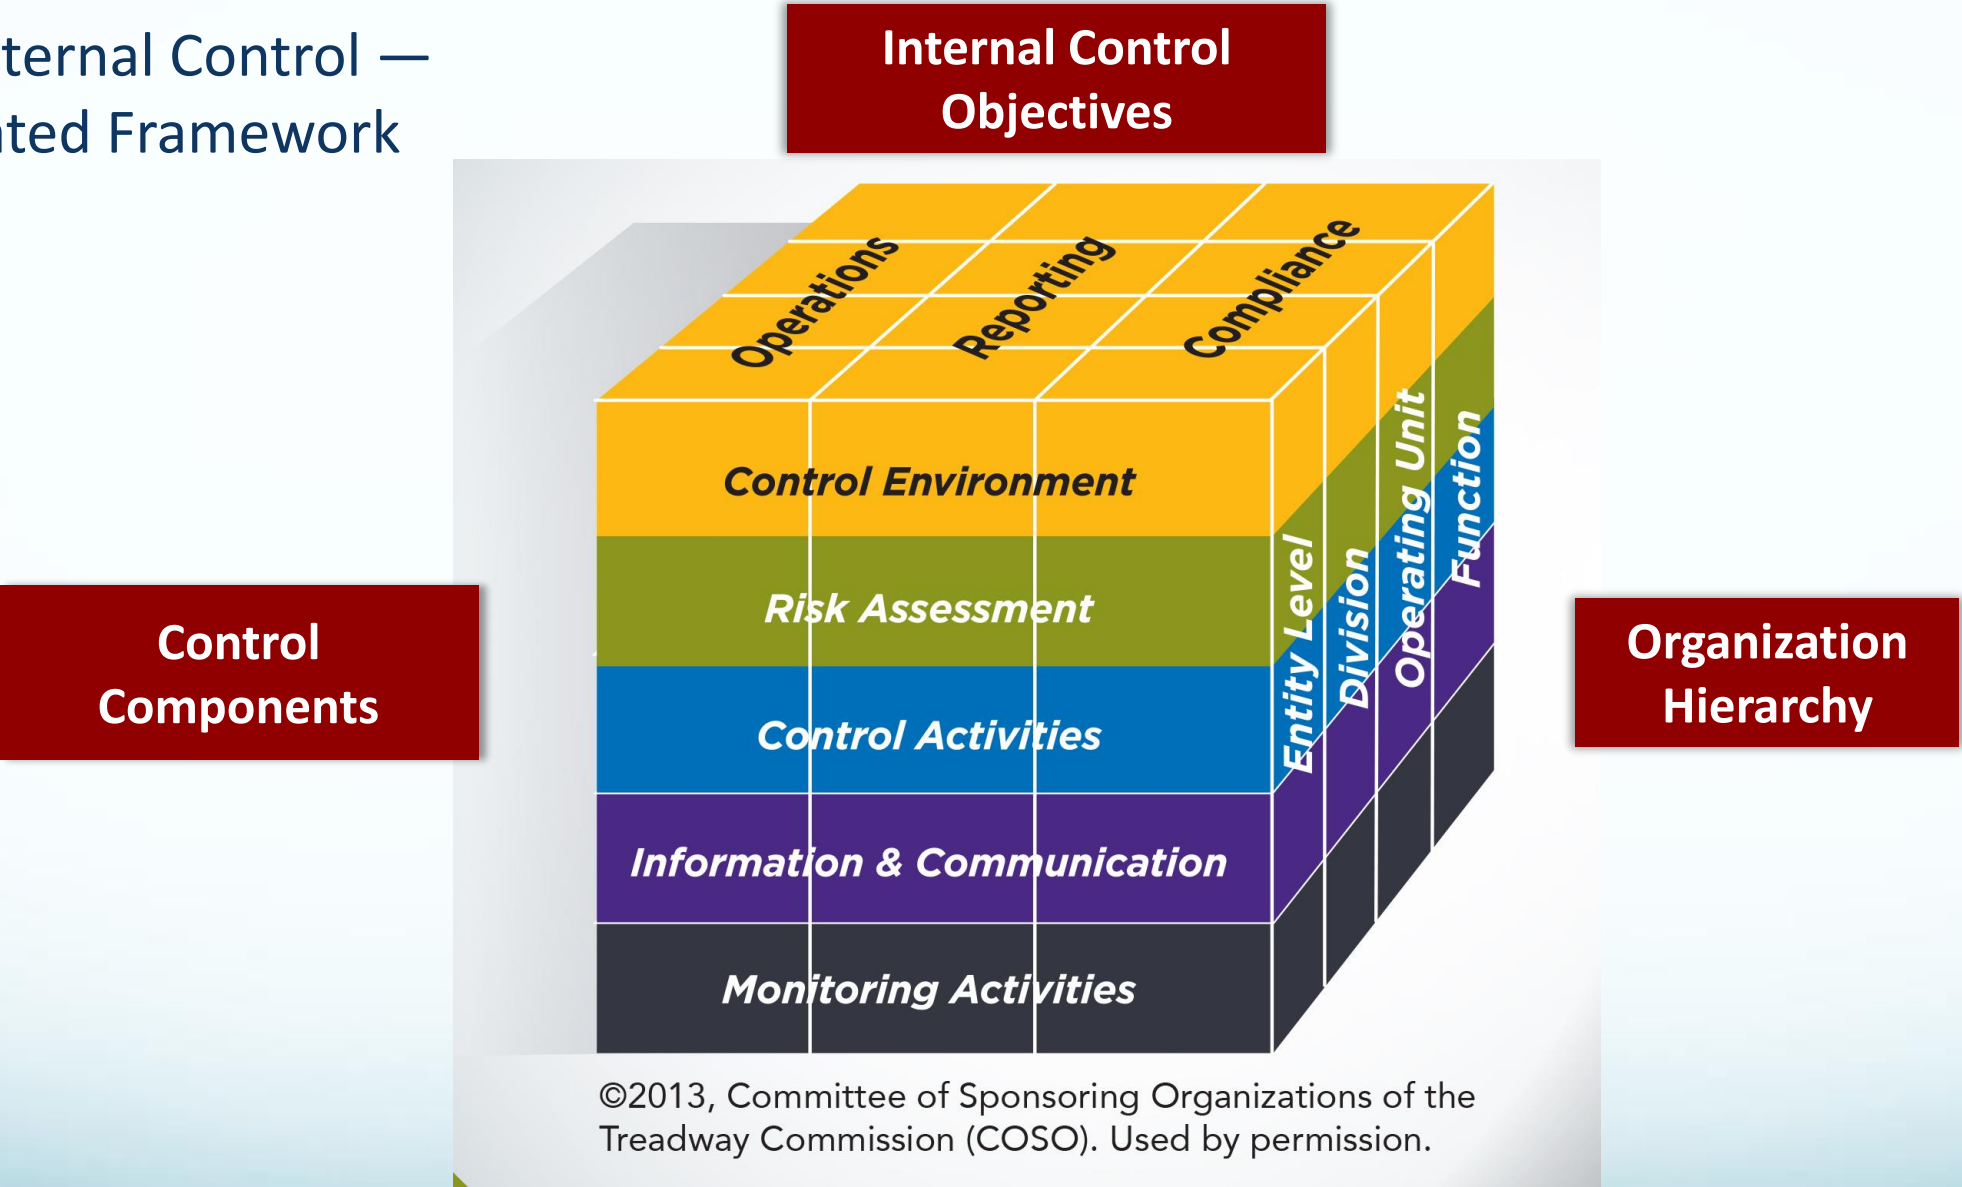 ternal Control —
ted Framework
Internal Control
Objectives
Operations
Reporting
Compliance
Control Environment
Risk Assessment
Control Activities
Information & Communication
Monitoring Activities
Entity Level
Division
Operating Unit
Function
Control
Components
Organization
Hierarchy
©2013, Committee of Sponsoring Organizations of the
Treadway Commission (COSO). Used by permission.